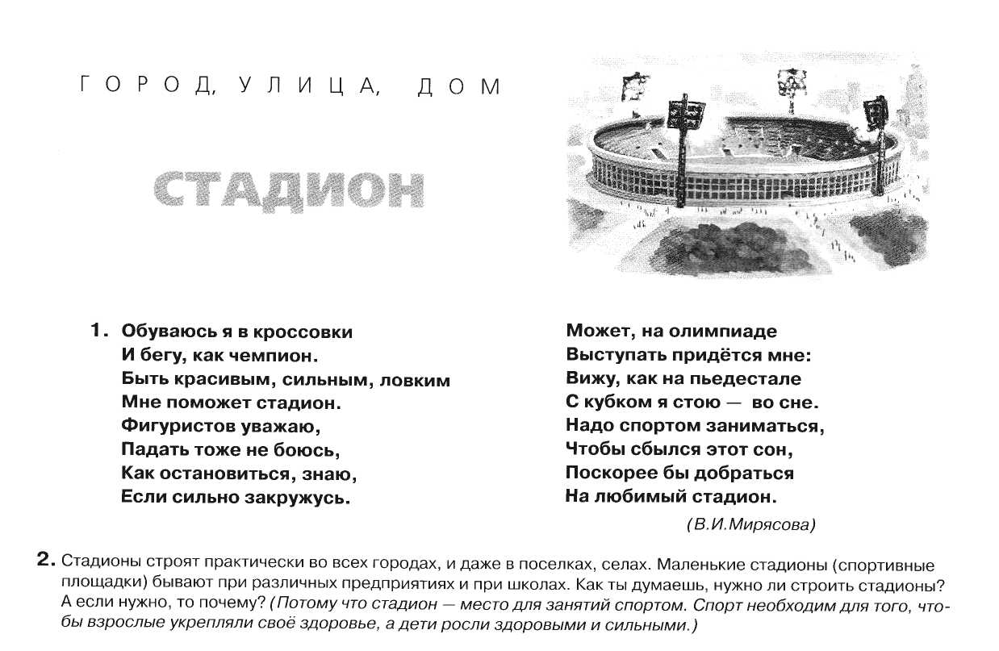 ГОРОД, УЛИЦА, ДОМ
СТАДИОН
1. Обуваюсь я в кроссовки
И бегу, как чемпион.
Быть красивым, сильным, ловким
Мне поможет стадион.
Фигуристов уважаю,
Падать тоже не боюсь,
Как остановиться, знаю,
Если сильно закружусь.
Может, на олимпиаде
Выступать придётся мне:
Вижу, как на пьедестале
С кубком я стою — во сне.
Надо спортом заниматься,
Чтобы сбылся этот сон,
Поскорее бы добраться
На любимый стадион.
(В.И.Мирясова)
2. Стадионы строят практически во всех городах, и даже в поселках, селах. Маленькие стадионы (спортивные
площадки) бывают при различных предприятиях и при школах. Как ты думаешь, нужно ли строить стадионы?
А если нужно, то почему? (Потому что стадион — место для занятий спортом. Спорт необходим для того, что-
бы взрослые укрепляли своё здоровье, а дети росли здоровыми и сильными.)